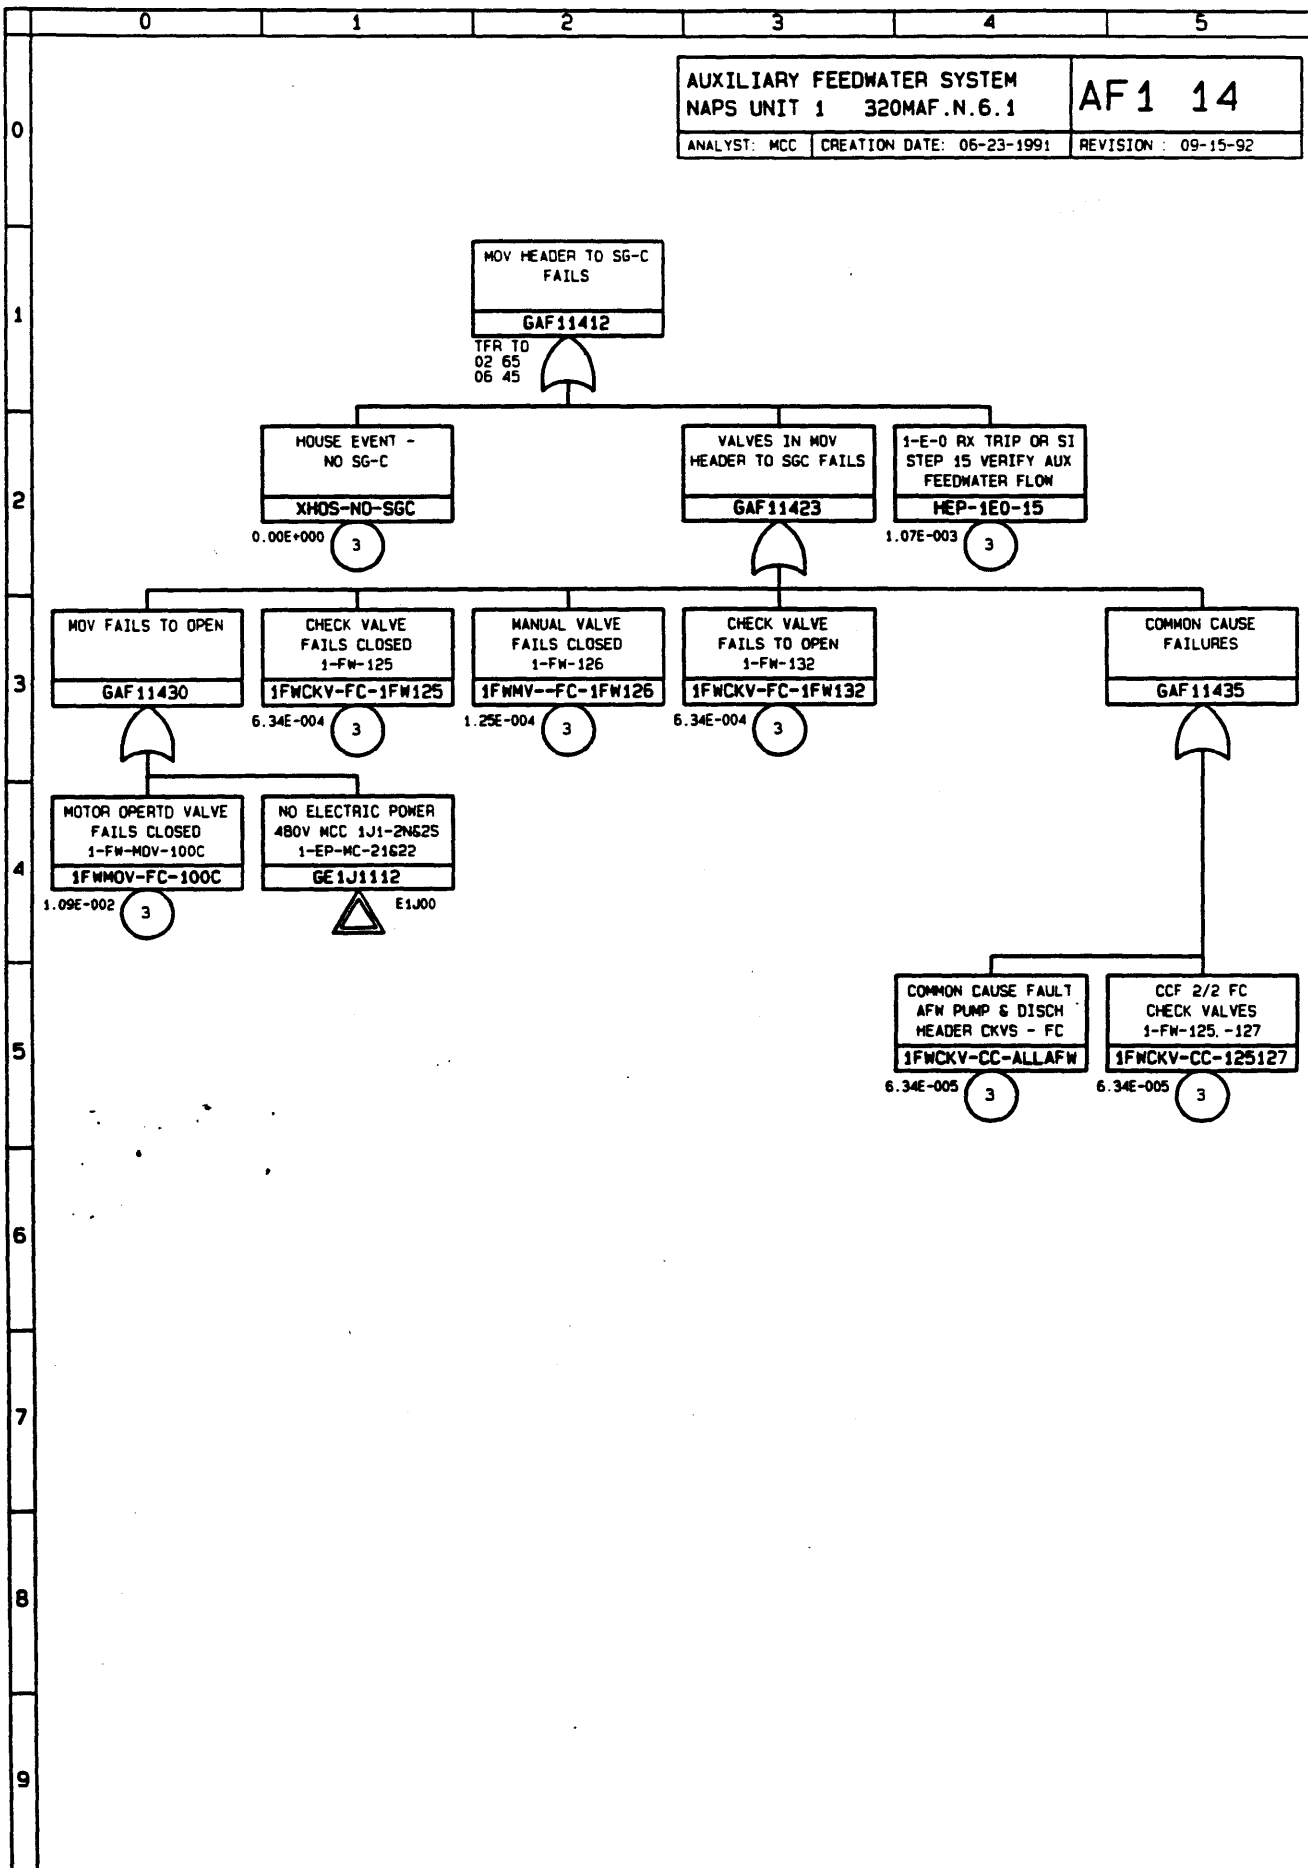 0 1 2 3 4 5
AUXILIARY FEEDWATER SYSTEM
NAPS UNIT 1 320MAF.N.6.1
AF1 14
ANALYST: MCC CREATION DATE: 06-23-1991 REVISION : 09-15-92
0
MOV HEADER TO SG-C
FAILS
GAF11412
1
TFR TO
02 65
06 45
HOUSE EVENT -
NO SG-C
XHOS-NO-SGC
0.00E+000 3
VALVES IN MOV
HEADER TO SGC FAILS
GAF11423
1-E-0 RX TRIP OR SI
STEP 15 VERIFY AUX
FEEDWATER FLOW
HEP-1E0-15
1.07E-003 3
2
MOV FAILS TO OPEN
GAF11430
CHECK VALVE
FAILS CLOSED
1-FW-125
1FWCKV-FC-1FW125
6.34E-004 3
MANUAL VALVE
FAILS CLOSED
1-FW-126
1FWMV--FC-1FW126
1.25E-004 3
CHECK VALVE
FAILS TO OPEN
1-FW-132
1FWCKV-FC-1FW132
6.34E-004 3
COMMON CAUSE
FAILURES
GAF11435
3
MOTOR OPERTD VALVE
FAILS CLOSED
1-FW-MOV-100C
1FWMOV-FC-100C
1.09E-002 3
NO ELECTRIC POWER
480V MCC 1J1-2N&2S
1-EP-MC-21&22
GE1J1112
E1J00
4
COMMON CAUSE FAULT
AFW PUMP & DISCH
HEADER CKVS - FC
1FWCKV-CC-ALLAFW
6.34E-005 3
CCF 2/2 FC
CHECK VALVES
1-FW-125, -127
1FWCKV-CC-125127
6.34E-005 3
5
6
7
8
9